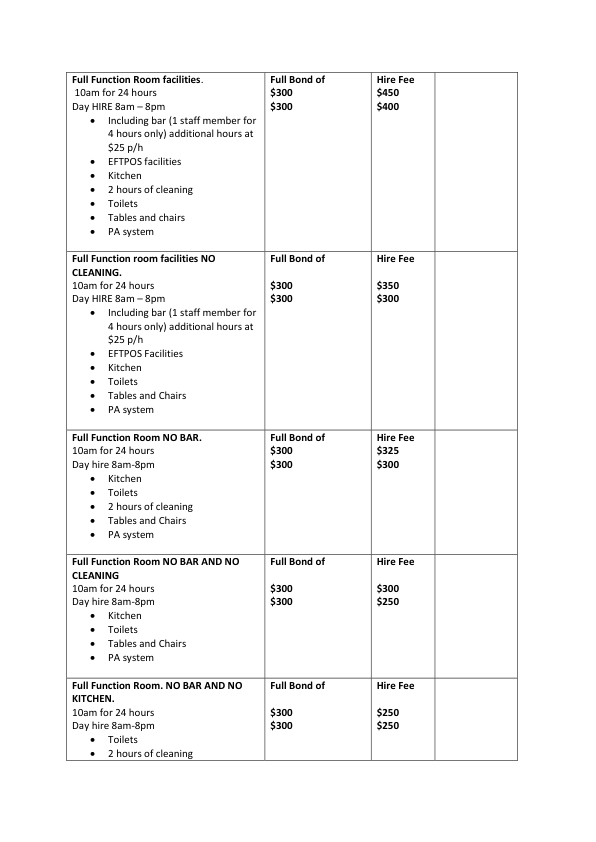 Full Function Room facilities. Full Bond of Hire Fee
10am for 24 hours $300 $450
Day HIRE 8am – 8pm $300 $400
• Including bar (1 staff member for
4 hours only) additional hours at
$25 p/h
• EFTPOS facilities
• Kitchen
• 2 hours of cleaning
• Toilets
• Tables and chairs
• PA system
Full Function room facilities NO Full Bond of Hire Fee
CLEANING.
10am for 24 hours $300 $350
Day HIRE 8am – 8pm $300 $300
• Including bar (1 staff member for
4 hours only) additional hours at
$25 p/h
• EFTPOS Facilities
• Kitchen
• Toilets
• Tables and Chairs
• PA system
Full Function Room NO BAR. Full Bond of Hire Fee
10am for 24 hours $300 $325
Day hire 8am-8pm $300 $300
• Kitchen
• Toilets
• 2 hours of cleaning
• Tables and Chairs
• PA system
Full Function Room NO BAR AND NO Full Bond of Hire Fee
CLEANING
10am for 24 hours $300 $300
Day hire 8am-8pm $300 $250
• Kitchen
• Toilets
• Tables and Chairs
• PA system
Full Function Room. NO BAR AND NO Full Bond of Hire Fee
KITCHEN.
10am for 24 hours $300 $250
Day hire 8am-8pm $300 $250
• Toilets
• 2 hours of cleaning